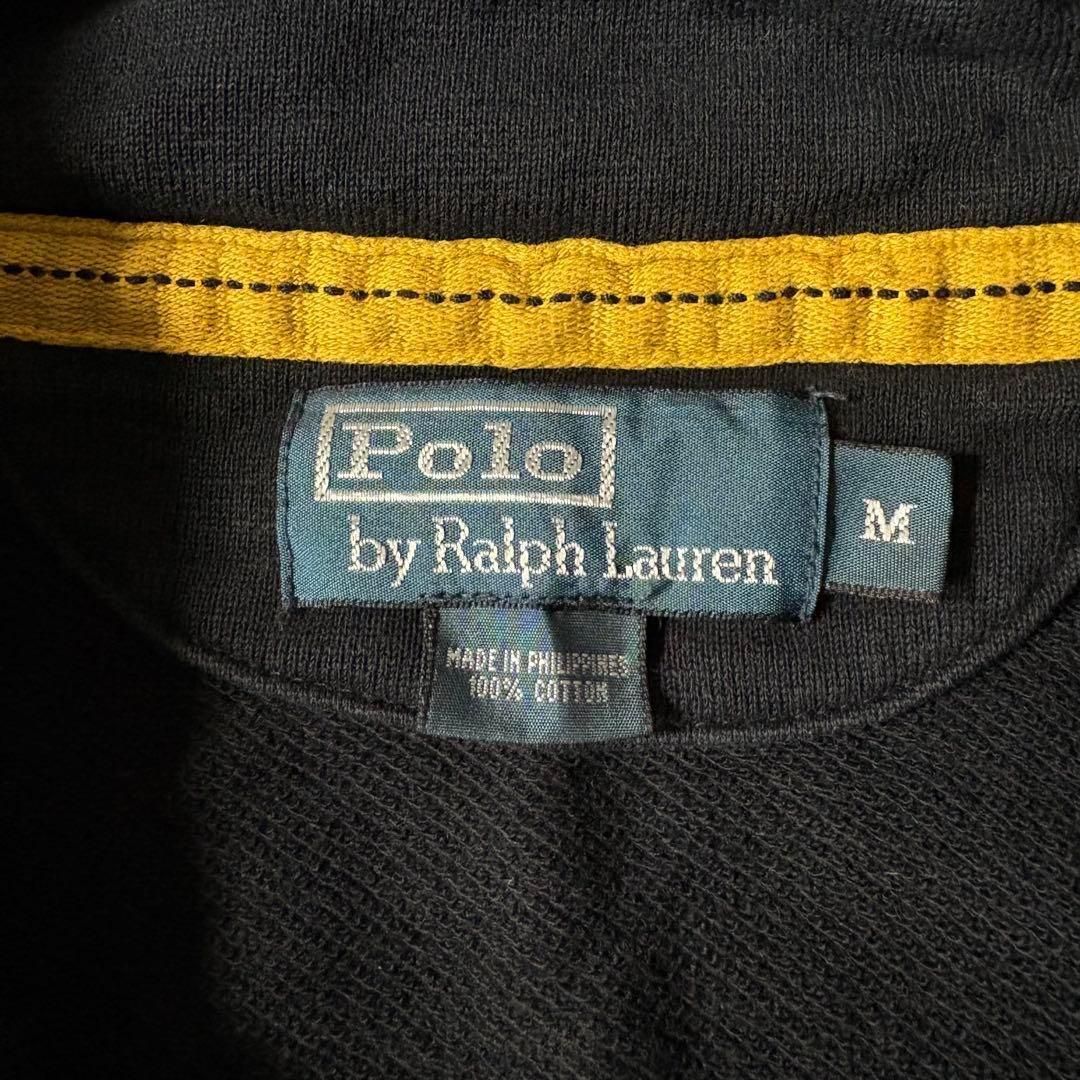 Polo
by Ralph Lauren
M
MADE IN PHILIPPINES
100% COTTON